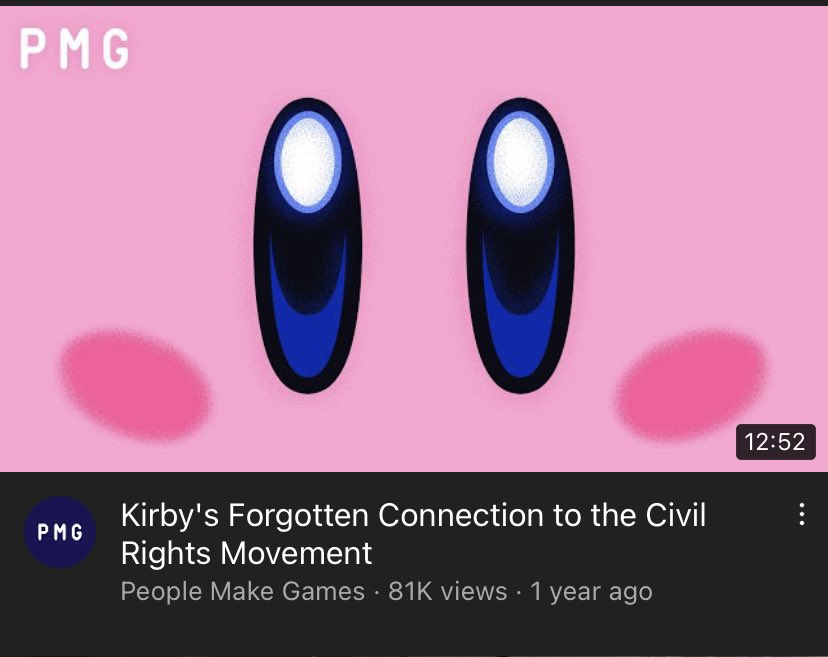 PMG
12:52
PMG
Kirby's Forgotten Connection to the Civil
Rights Movement
People Make Games · 81K views · 1 year ago